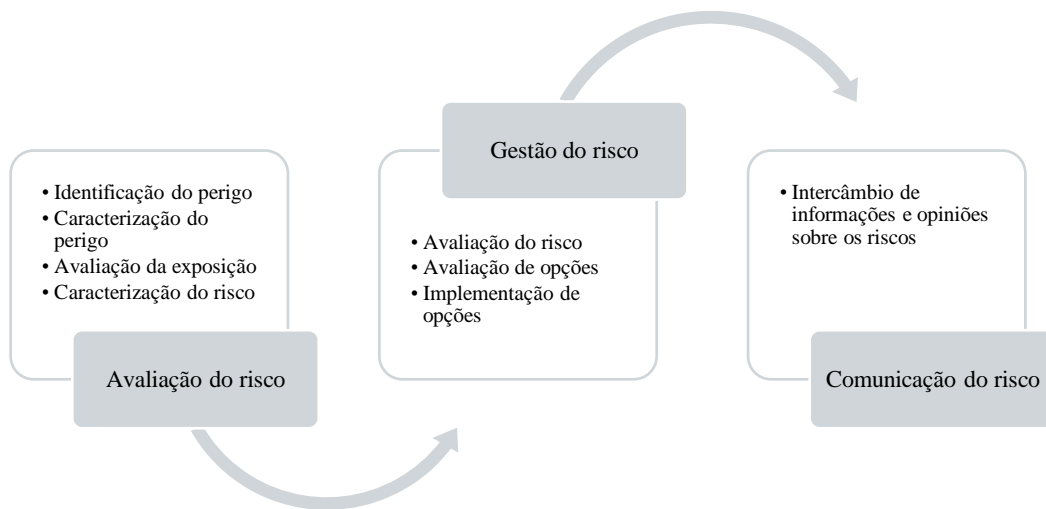 • Identificação do perigo
• Caracterização do
perigo
• Avaliação da exposição
• Caracterização do risco
Avaliação do risco
Gestão do risco
• Avaliação do risco
• Avaliação de opções
• Implementação de
opções
• Intercâmbio de
informações e opiniões
sobre os riscos
Comunicação do risco